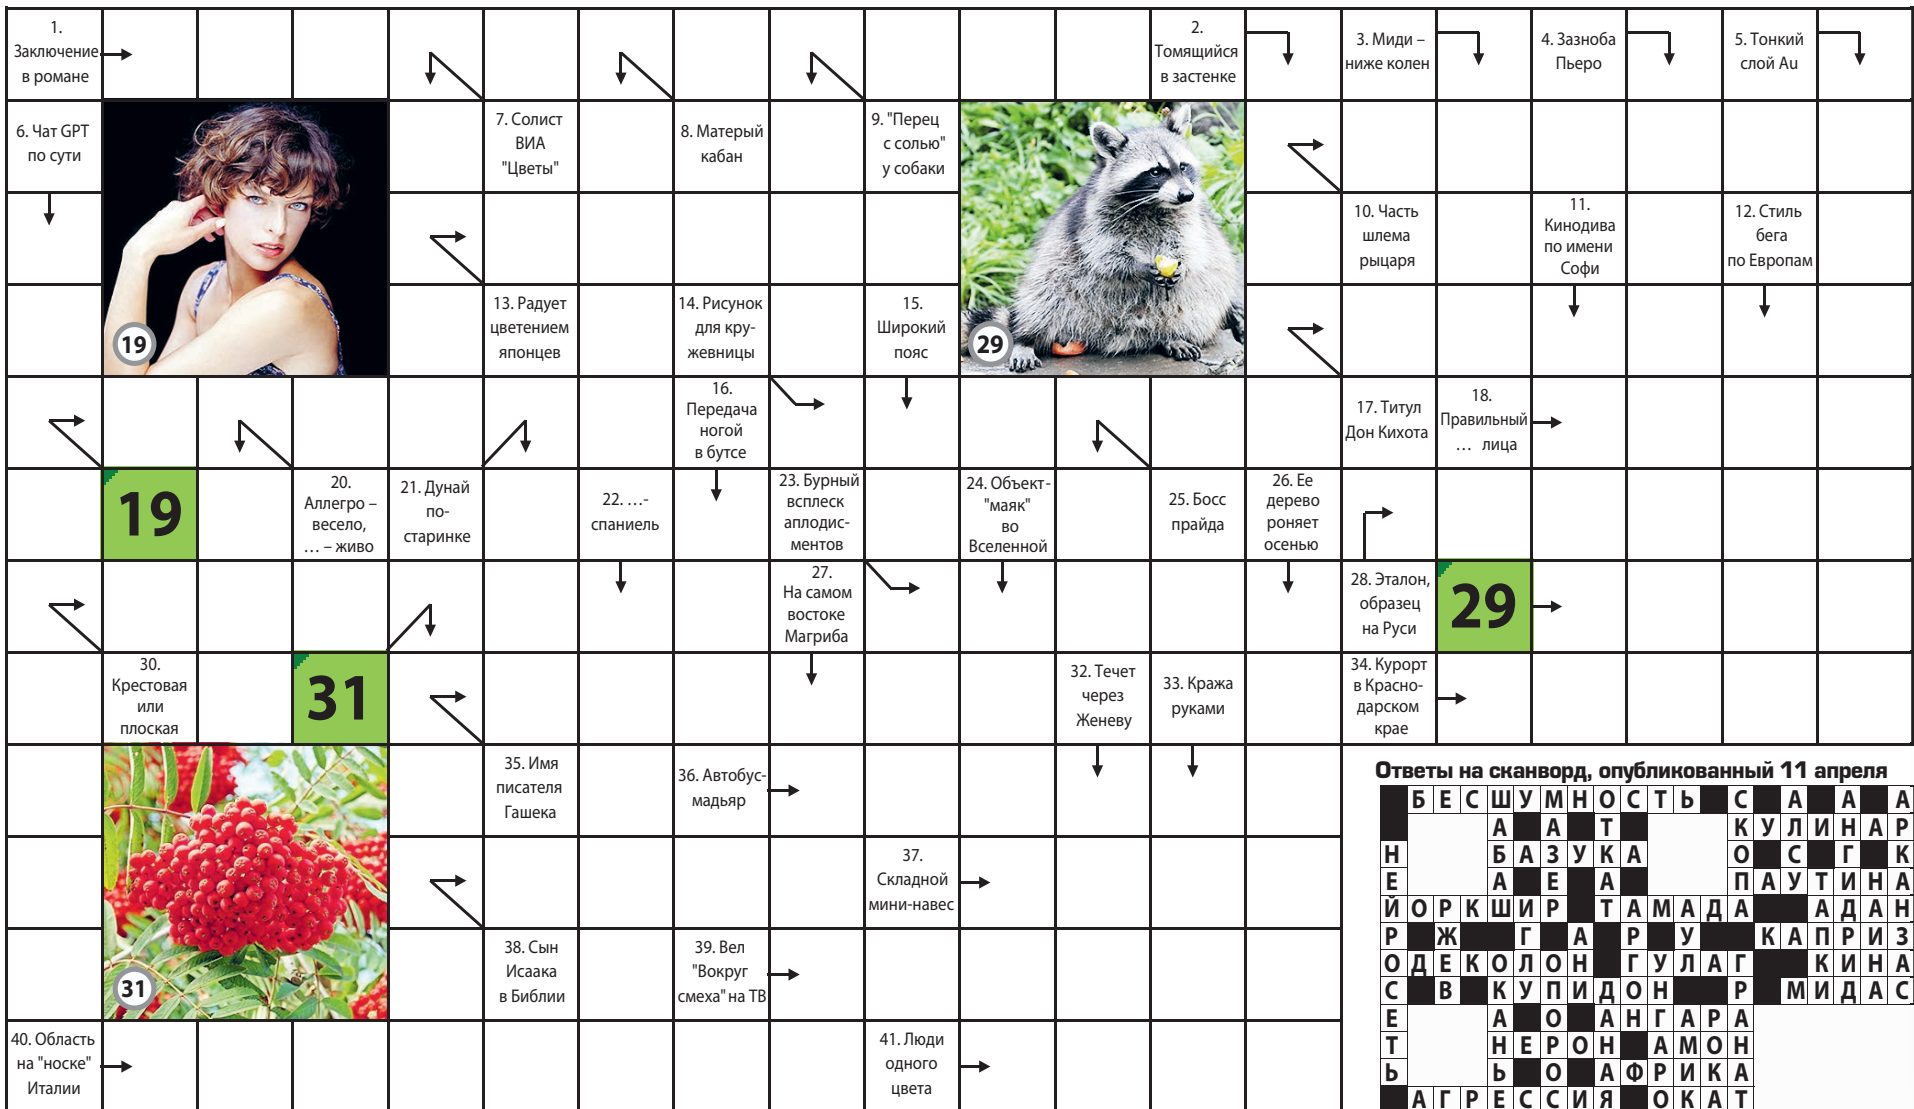 1.
Заключение
в романе
2.
Томящийся
в застенке
3. Миди –
ниже колен
4. Зазноба
Пьеро
5. Тонкий
слой Au
6. Чат GPT
по сути
7. Солист
ВИА
"Цветы"
8. Матерый
кабан
9. "Перец
с солью"
у собаки
10. Часть
шлема
рыцаря
11.
Кинодива
по имени
Софи
12. Стиль
бега
по Европам
19
13. Радует
цветением
японцев
14. Рисунок
для кру-
жевницы
15.
Широкий
пояс
29
16.
Передача
ногой
в бутсе
17. Титул
Дон Кихота
18.
Правильный
... лица
19
20.
Аллегро –
весело,
... – живо
21. Дунай
по-
старинке
22. ...-
спаниель
23. Бурный
всплеск
аплодис-
ментов
24. Объект-
"маяк"
во
Вселенной
25. Босс
прайда
26. Ее
дерево
роняет
осенью
27.
На самом
востоке
Магриба
28. Эталон,
образец
на Руси
29
30.
Крестовая
или
плоская
31
32. Течет
через
Женеву
33. Кража
руками
34. Курорт
в Красно-
дарском
крае
35. Имя
писателя
Гашека
36. Автобус-
мадьяр
37.
Складной
мини-навес
31
38. Сын
Исаака
в Библии
39. Вел
"Вокруг
смеха" на ТВ
40. Область
на "носке"
Италии
41. Люди
одного
цвета
Ответы на сканворд, опубликованный 11 апреля
БЕСШУМНОСТЬ С А А А
А А Т КУЛИНАР
Н БАЗУКА О С Г К
Е А Е А ПАУТИНА
ЙОРКШИР ТАМАДА АДАН
Р Ж Г А Р У КАПРИЗ
ОДЕКОЛОН ГУЛАГ КИНА
С В КУПИДОН Р МИДАС
Е А О АНГАРА
Т НЕРОН АМОН
Ь Ь О АФРИКА
АГРЕССИЯ ОКАТ